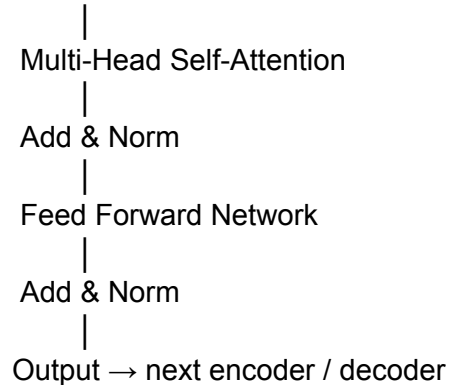 Multi-Head Self-Attention
Add & Norm
Feed Forward Network
Add & Norm
Output → next encoder / decoder